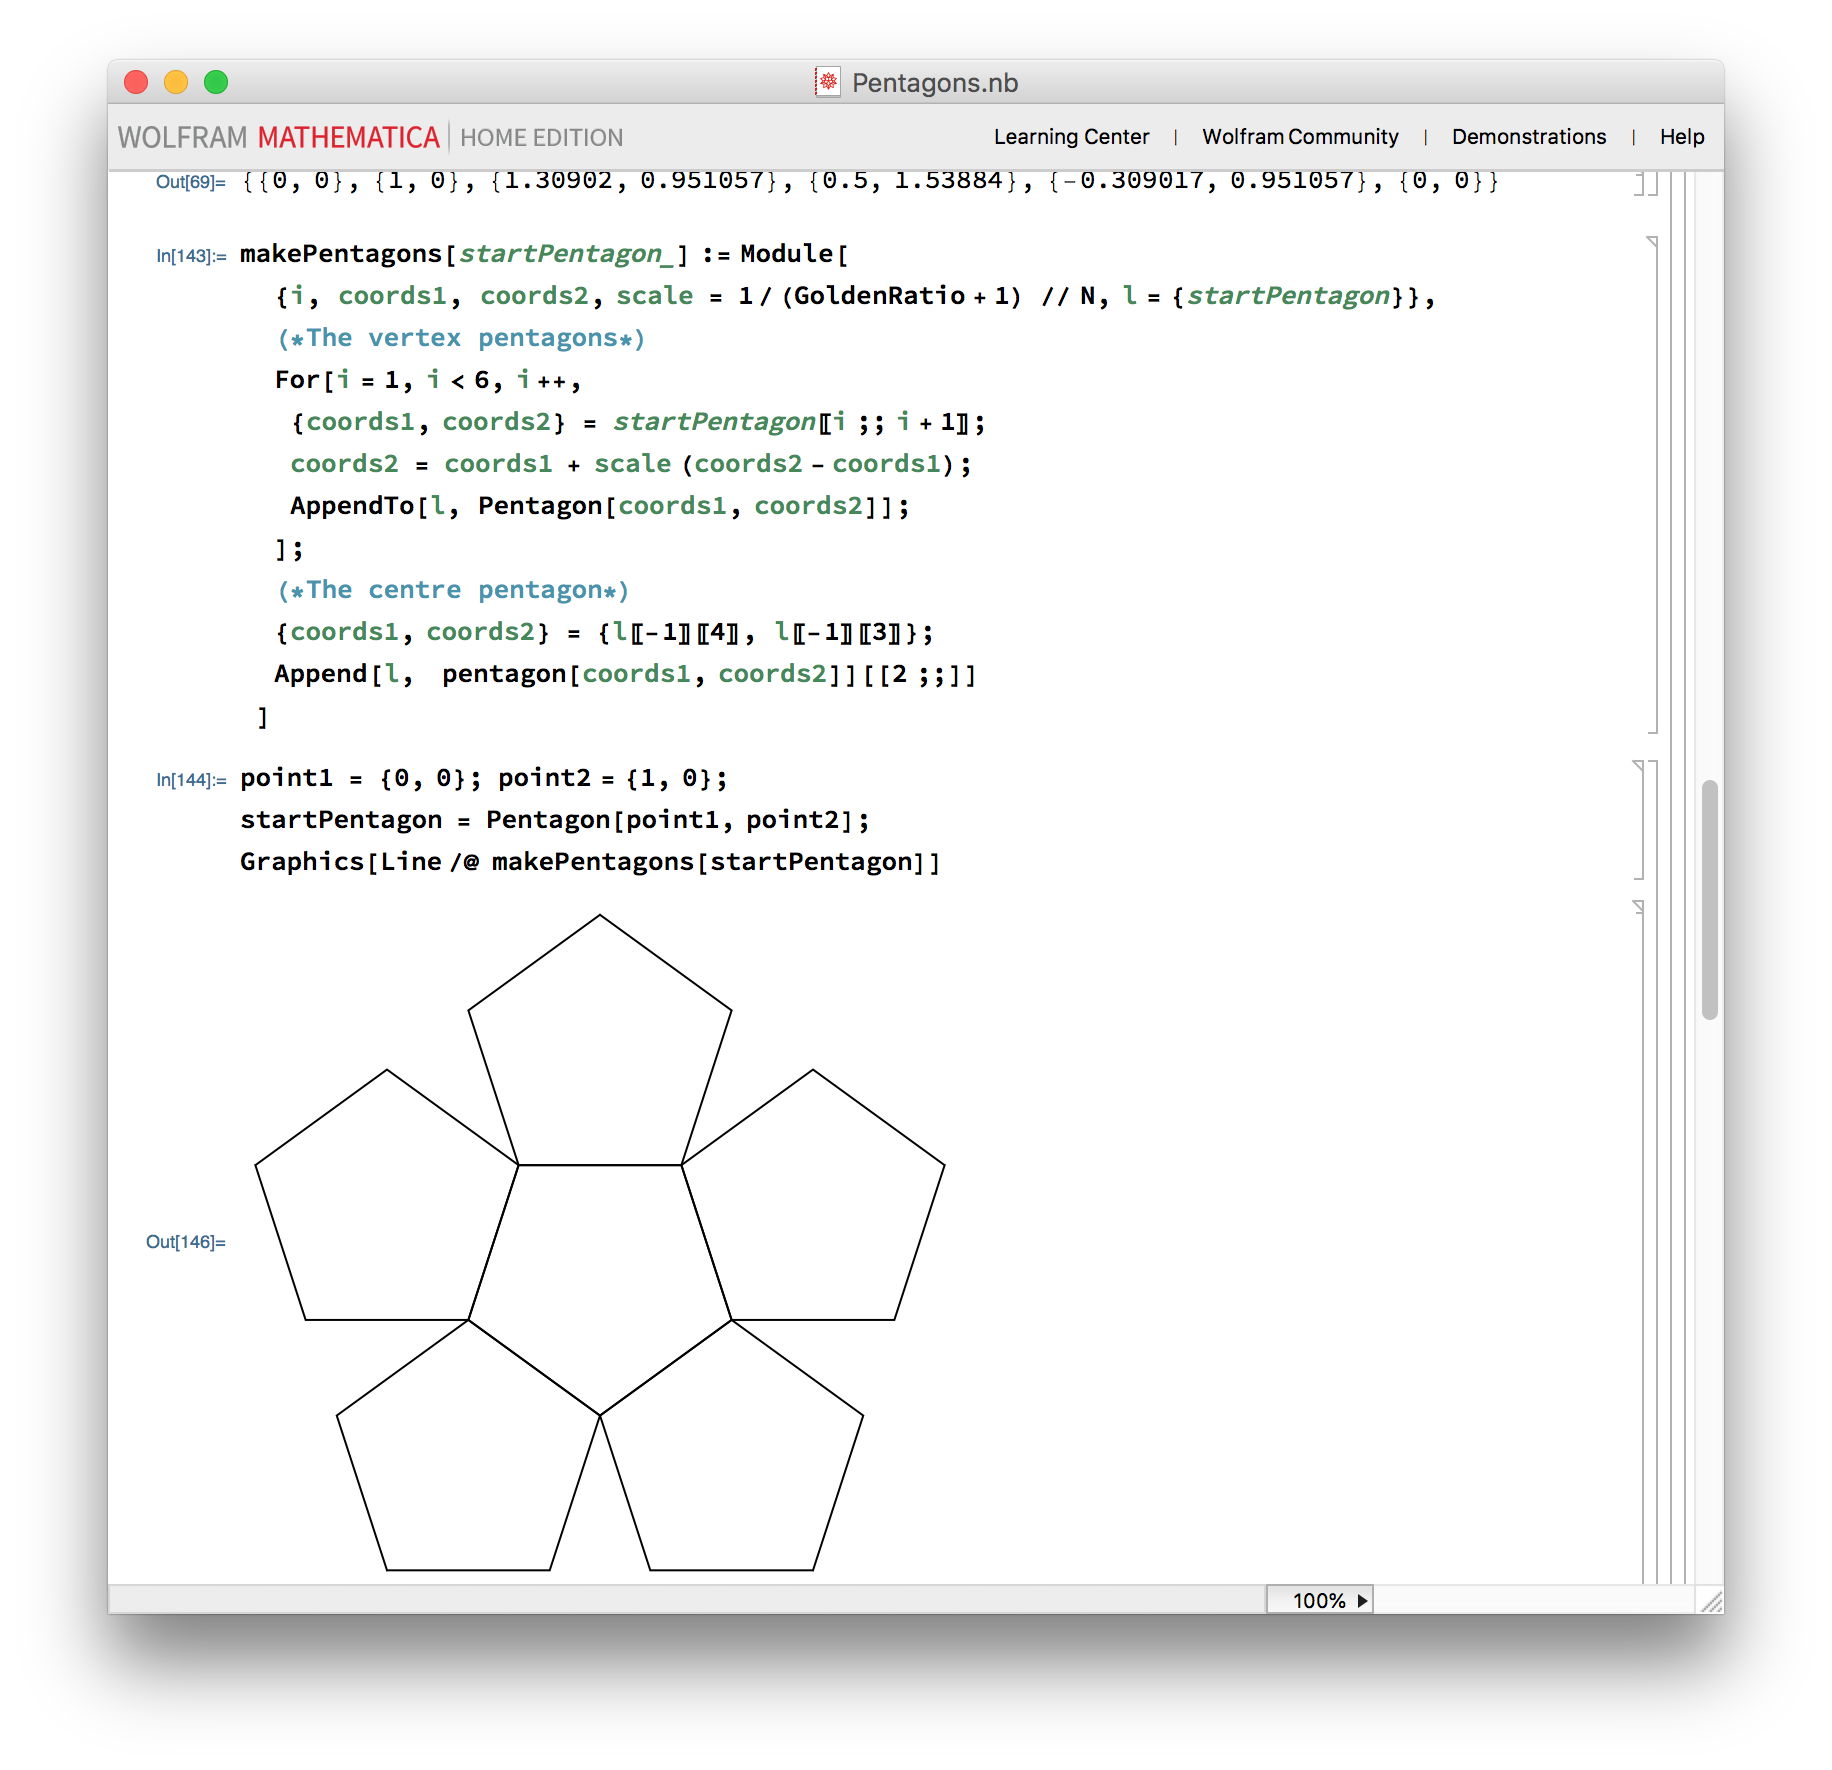 Pentagons.nb
WOLFRAM MATHEMATICA | HOME EDITION
Learning Center | Wolfram Community | Demonstrations | Help
Out[69]= {{0, 0}, {1, 0}, {1.30902, 0.951057}, {0.5, 1.53884}, {-0.309017, 0.951057}, {0, 0}}
In[143]:= makePentagons[startPentagon_] := Module[
{i, coords1, coords2, scale = 1 / (GoldenRatio + 1) // N, l = {startPentagon}},
(*The vertex pentagons*)
For[i = 1, i < 6, i ++,
{coords1, coords2} = startPentagon〚i ;; i + 1〛;
coords2 = coords1 + scale (coords2 - coords1);
AppendTo[l, Pentagon[coords1, coords2]];
];
(*The centre pentagon*)
{coords1, coords2} = {l〚-1〛〚4〛, l〚-1〛〚3〛};
Append[l, pentagon[coords1, coords2]][[2 ;;]]
]
In[144]:= point1 = {0, 0}; point2 = {1, 0};
startPentagon = Pentagon[point1, point2];
Graphics[Line /@ makePentagons[startPentagon]]
Out[146]=
100%